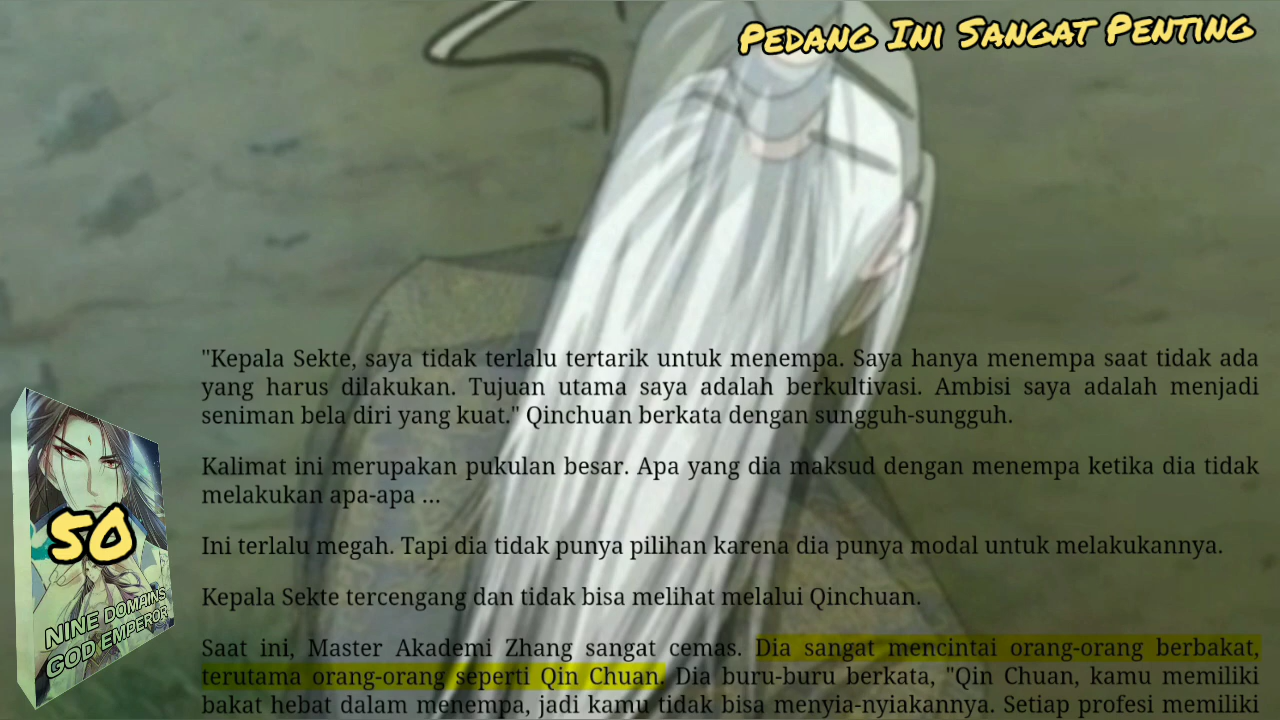 Pedang Ini Sangat Penting
"Kepala Sekte, saya tidak terlalu tertarik untuk menempa. Saya hanya menempa saat tidak ada
yang harus dilakukan. Tujuan utama saya adalah berkultivasi. Ambisi saya adalah menjadi
seniman bela diri yang kuat." Qinchuan berkata dengan sungguh-sungguh.
Kalimat ini merupakan pukulan besar. Apa yang dia maksud dengan menempa ketika dia tidak
melakukan apa-apa ...
Ini terlalu megah. Tapi dia tidak punya pilihan karena dia punya modal untuk melakukannya.
Kepala Sekte tercengang dan tidak bisa melihat melalui Qinchuan.
Saat ini, Master Akademi Zhang sangat cemas. Dia sangat mencintai orang-orang berbakat,
terutama orang-orang seperti Qin Chuan. Dia buru-buru berkata, "Qin Chuan, kamu memiliki
bakat hebat dalam menempa, jadi kamu tidak bisa menyia-nyiakannya. Setiap profesi memiliki
50
NINE DOMAINS
GOD EMPEROR